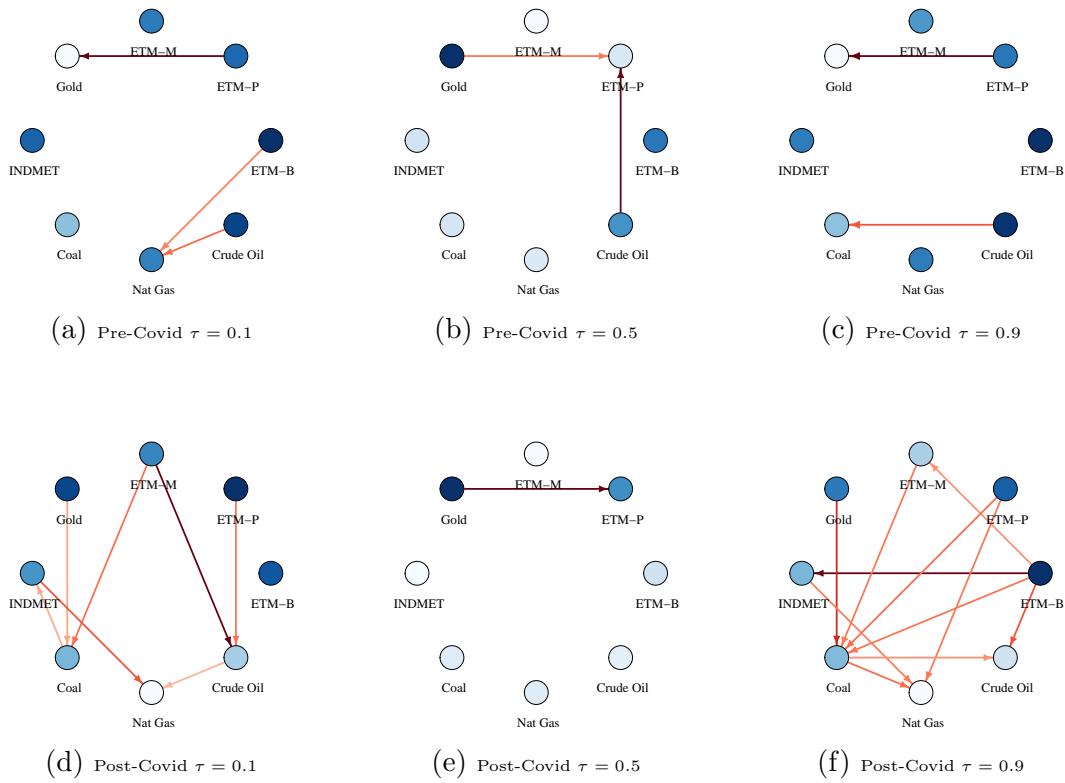 ETM−M
Gold
ETM−P
INDMET
ETM−B
Coal
Crude Oil
Nat Gas
(a) Pre-Covid τ = 0.1
ETM−M
Gold
ETM−P
INDMET
ETM−B
Coal
Crude Oil
Nat Gas
(b) Pre-Covid τ = 0.5
ETM−M
Gold
ETM−P
INDMET
ETM−B
Coal
Crude Oil
Nat Gas
(c) Pre-Covid τ = 0.9
ETM−M
Gold
ETM−P
INDMET
ETM−B
Coal
Crude Oil
Nat Gas
(d) Post-Covid τ = 0.1
ETM−M
Gold
ETM−P
INDMET
ETM−B
Coal
Crude Oil
Nat Gas
(e) Post-Covid τ = 0.5
ETM−M
Gold
ETM−P
INDMET
ETM−B
Coal
Crude Oil
Nat Gas
(f) Post-Covid τ = 0.9